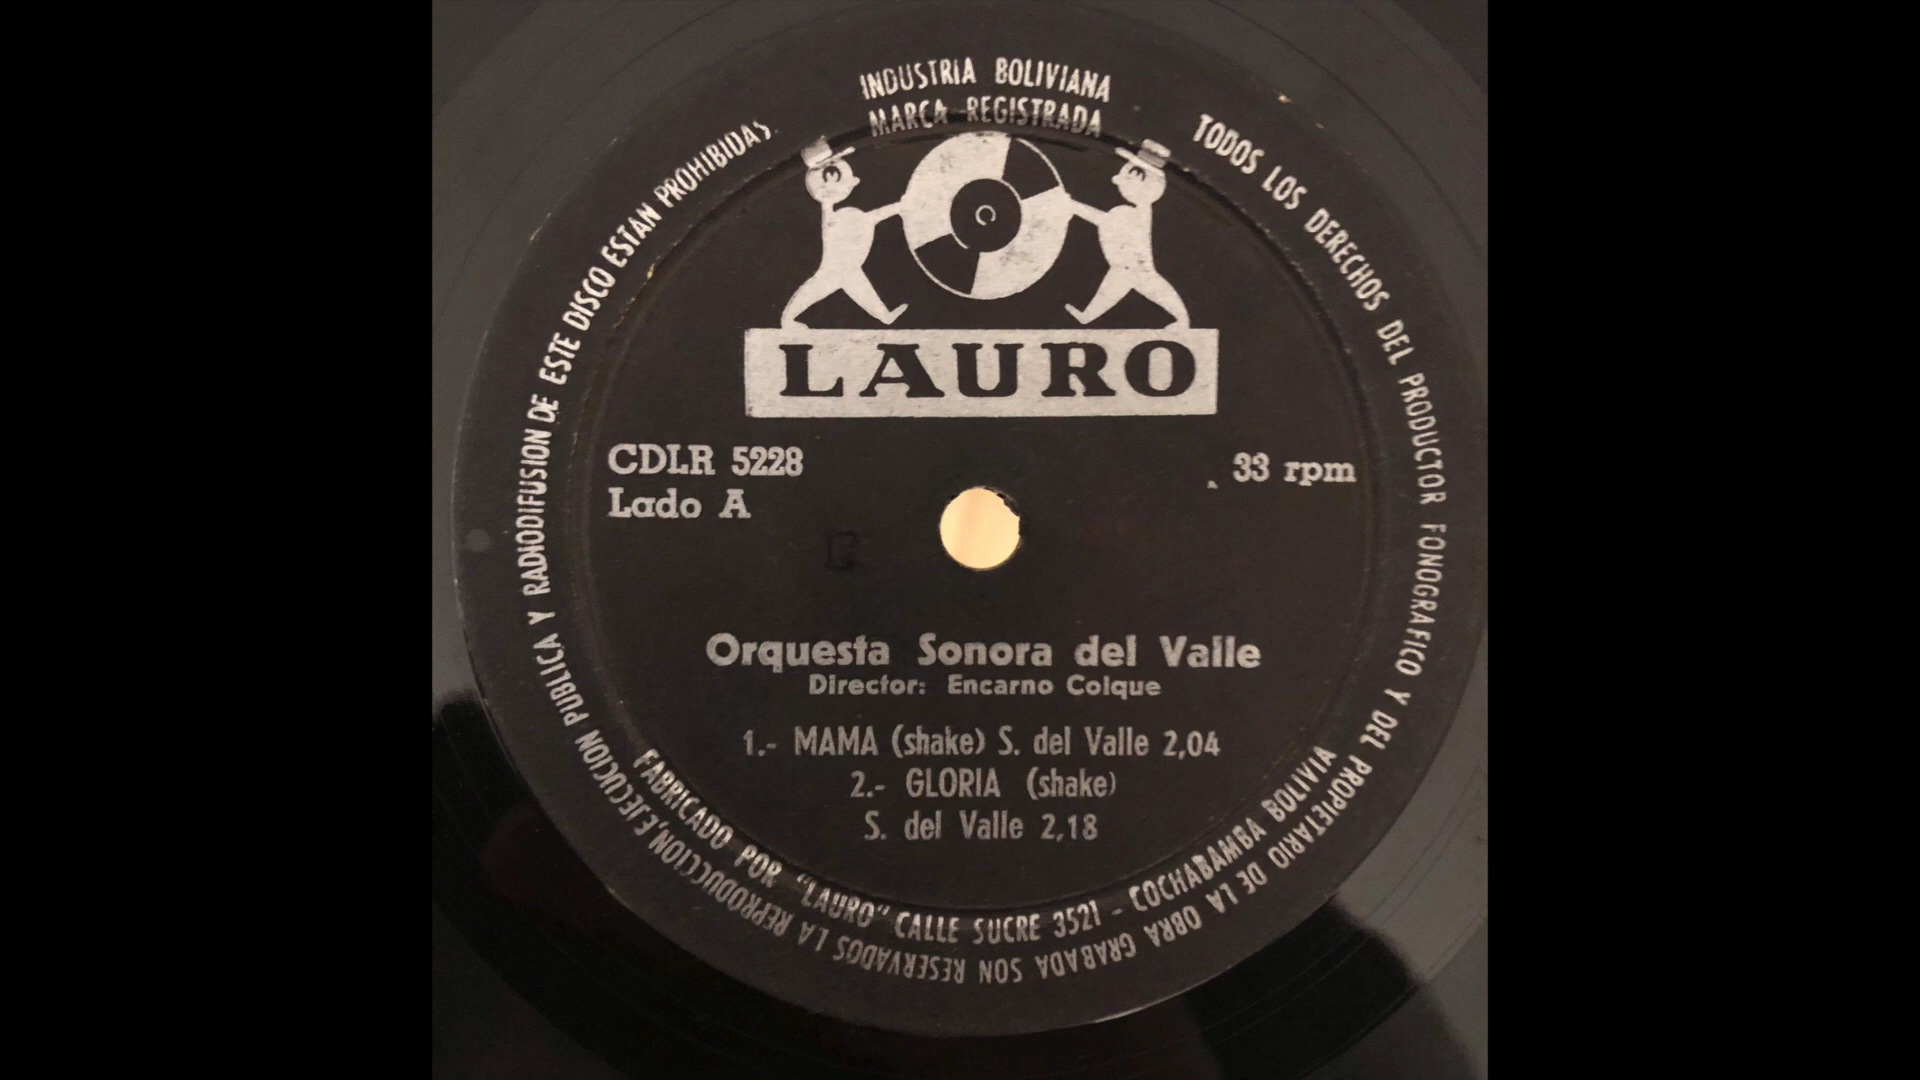 INDUSTRIA BOLIVIANA
MARCA REGISTRADA
TODOS LOS DERECHOS DEL PRODUCTOR FONOGRAFICO Y DEL PROPIETARIO DE LA OBRA GRABADA SON RESERVADOS LA REPRODUCCION, EJECUCION PUBLICA Y RADIODIFUSION DE ESTE DISCO ESTAN PROHIBIDAS.
LAURO
CDLR 5228
33 rpm
Lado A
Orquesta Sonora del Valle
Director: Encarno Colque
1.- MAMA (shake) S. del Valle 2,04
2.- GLORIA (shake)
S. del Valle 2,18
FABRICADO POR "LAURO" CALLE SUCRE 3521 - COCHABAMBA BOLIVIA